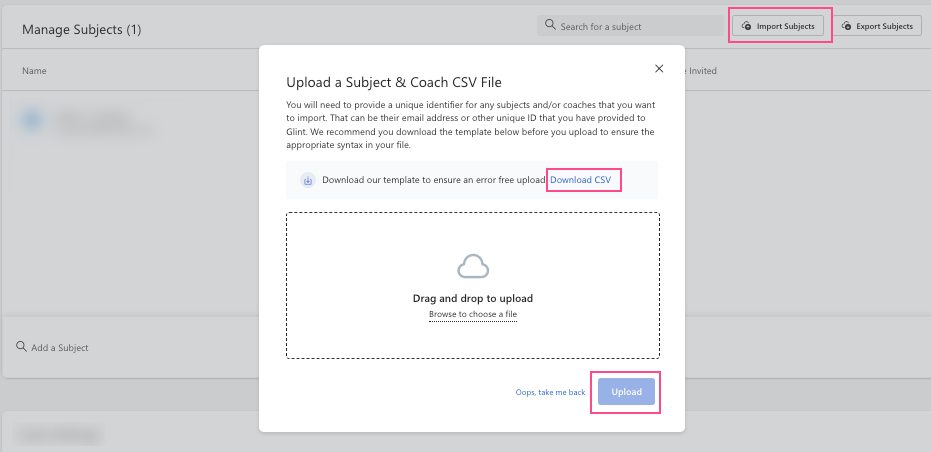 Manage Subjects (1)
Search for a subject
Import Subjects
Export Subjects
Name
Invited
Upload a Subject & Coach CSV File
You will need to provide a unique identifier for any subjects and/or coaches that you want
to import. That can be their email address or other unique ID that you have provided to
Glint. We recommend you download the template below before you upload to ensure the
appropriate syntax in your file.
Download our template to ensure an error free upload Download CSV
Drag and drop to upload
Browse to choose a file
Add a Subject
Oops, take me back
Upload